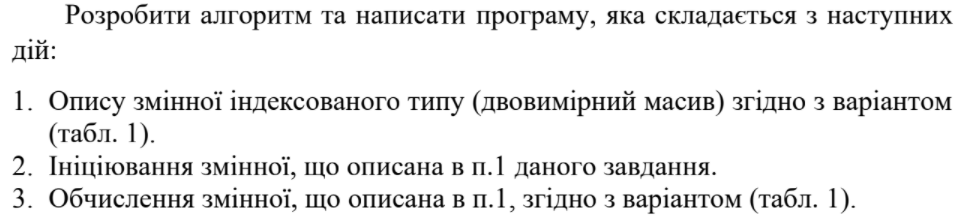 Розробити алгоритм та написати програму, яка складається з наступних
дій:
1. Опису змінної індексованого типу (двовимірний масив) згідно з варіантом
(табл. 1).
2. Ініціювання змінної, що описана в п.1 даного завдання.
3. Обчислення змінної, що описана в п.1, згідно з варіантом (табл. 1).